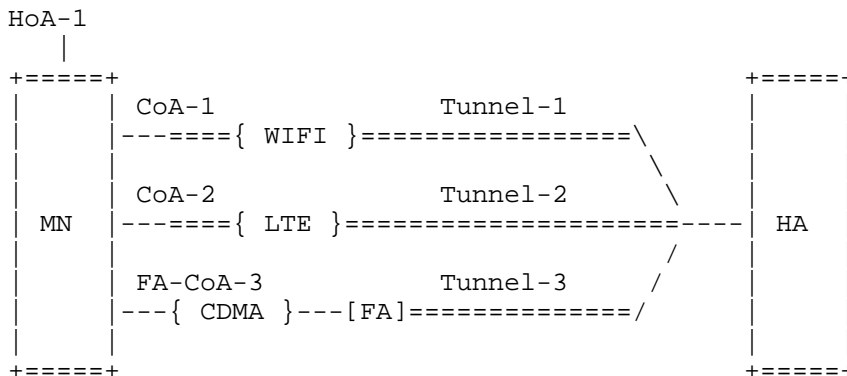 HoA-1
CoA-1 Tunnel-1
{ WIFI }
CoA-2 Tunnel-2
MN { LTE } HA
FA-CoA-3 Tunnel-3
{ CDMA } [FA]